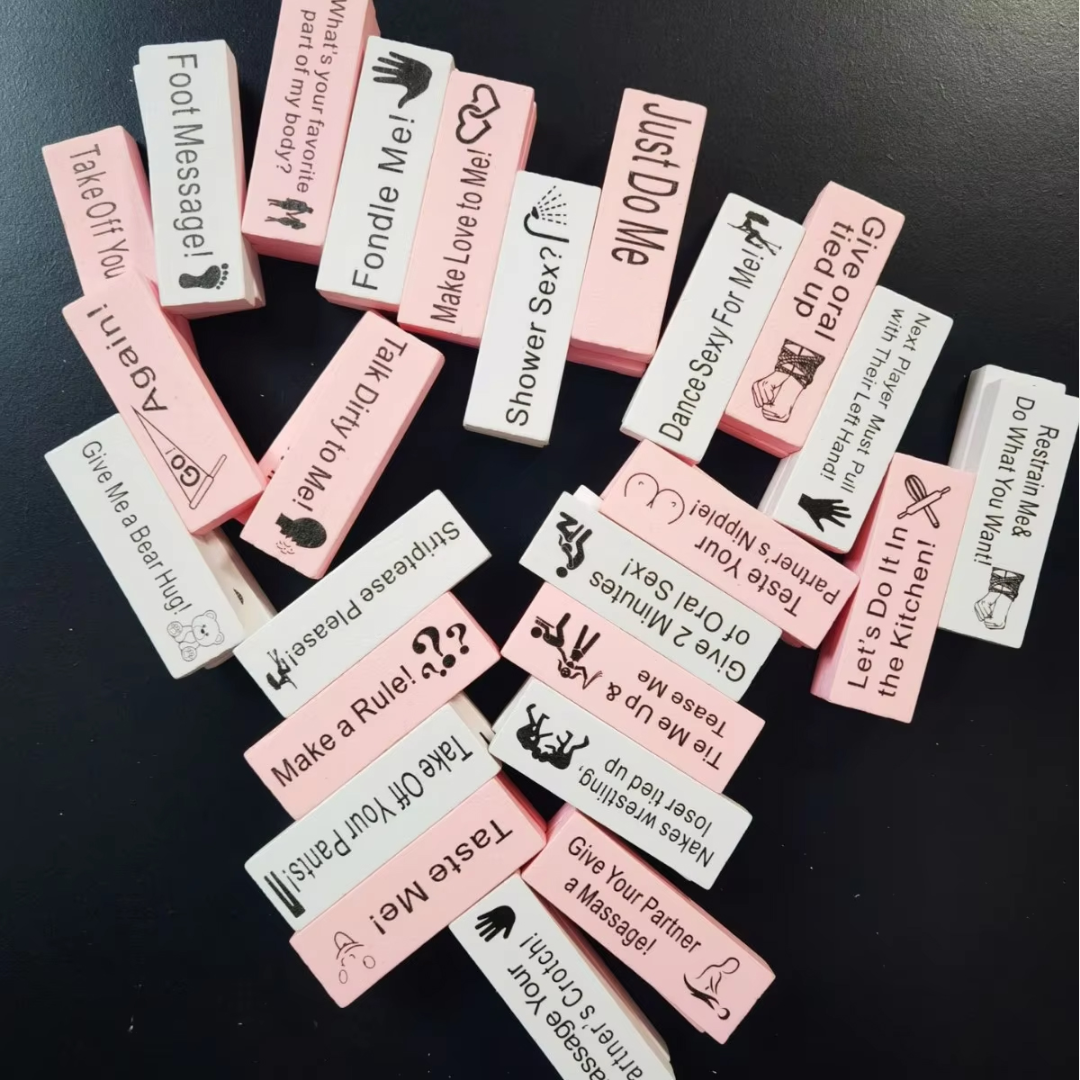 Take Off You
Foot Message!
What's your favorite
part of my body?
Fondle Me!
Make Love to Me!
Shower Sex?
Just Do Me
Dance Sexy For Me!
Give oral
tied up
Next Player Must Pull
with Their Left Hand!
Restrain Me&
Do What You Want!
Again!
GO!
Talk Dirty to Me!
Give Me a Bear Hug!
Striptease Please!
Make a Rule!
???
Take Off Your Pants!
Taste Me!
Teste Your
Partner's Nipple!
Give 2 Minutes
of Oral Sex!
Tie Me Up &
Tease Me
Nakes wrestling,
loser tied up
Let's Do It In
the Kitchen!
Give Your Partner
a Massage!
assage Your
artner's Crotch!